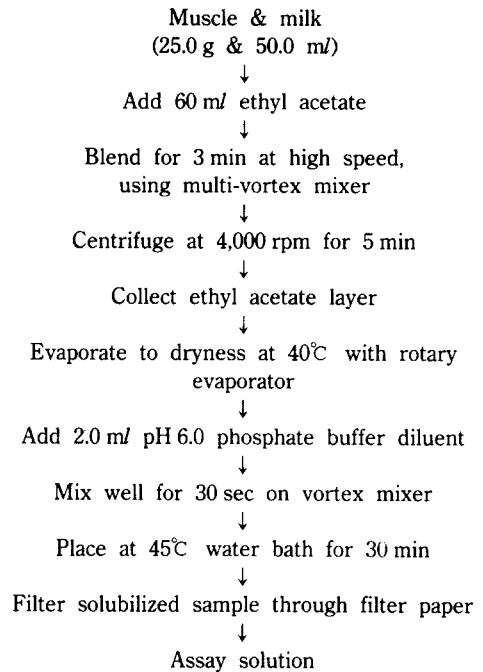 Muscle & milk
(25.0 g & 50.0 ml)
↓
Add 60 ml ethyl acetate
↓
Blend for 3 min at high speed,
using multi-vortex mixer
↓
Centrifuge at 4,000 rpm for 5 min
↓
Collect ethyl acetate layer
↓
Evaporate to dryness at 40℃ with rotary
evaporator
↓
Add 2.0 ml pH 6.0 phosphate buffer diluent
↓
Mix well for 30 sec on vortex mixer
↓
Place at 45℃ water bath for 30 min
↓
Filter solubilized sample through filter paper
↓
Assay solution